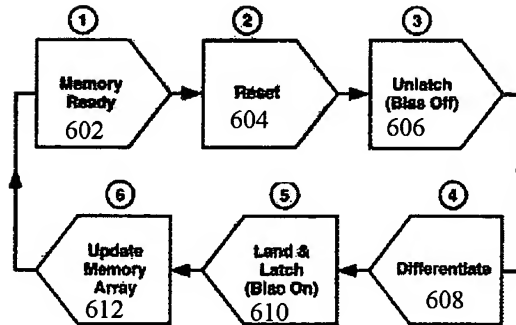 1
Memory
Ready
602
2
Reset
604
3
Unlatch
(Bias Off)
606
4
Differentiate
608
5
Land &
Latch
(Bias On)
610
6
Update
Memory
Array
612